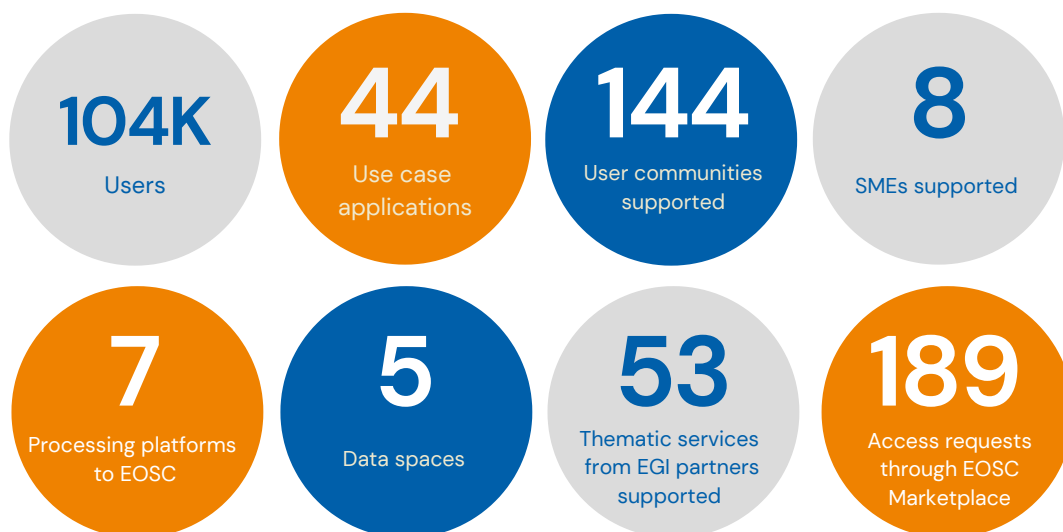 104K
Users
44
Use case
applications
144
User communities
supported
8
SMEs supported
7
Processing platforms
to EOSC
5
Data spaces
53
Thematic services
from EGI partners
supported
189
Access requests
through EOSC
Marketplace